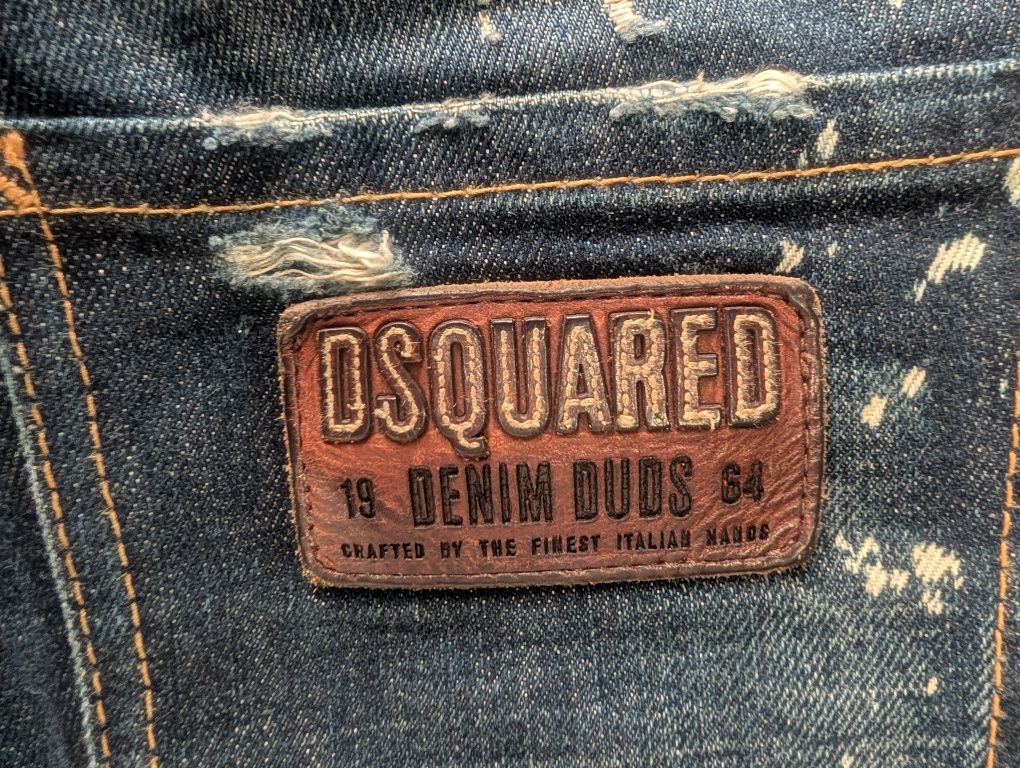 DSQUARED
19 DENIM DUDS 64
CRAFTED BY THE FINEST ITALIAN HANDS